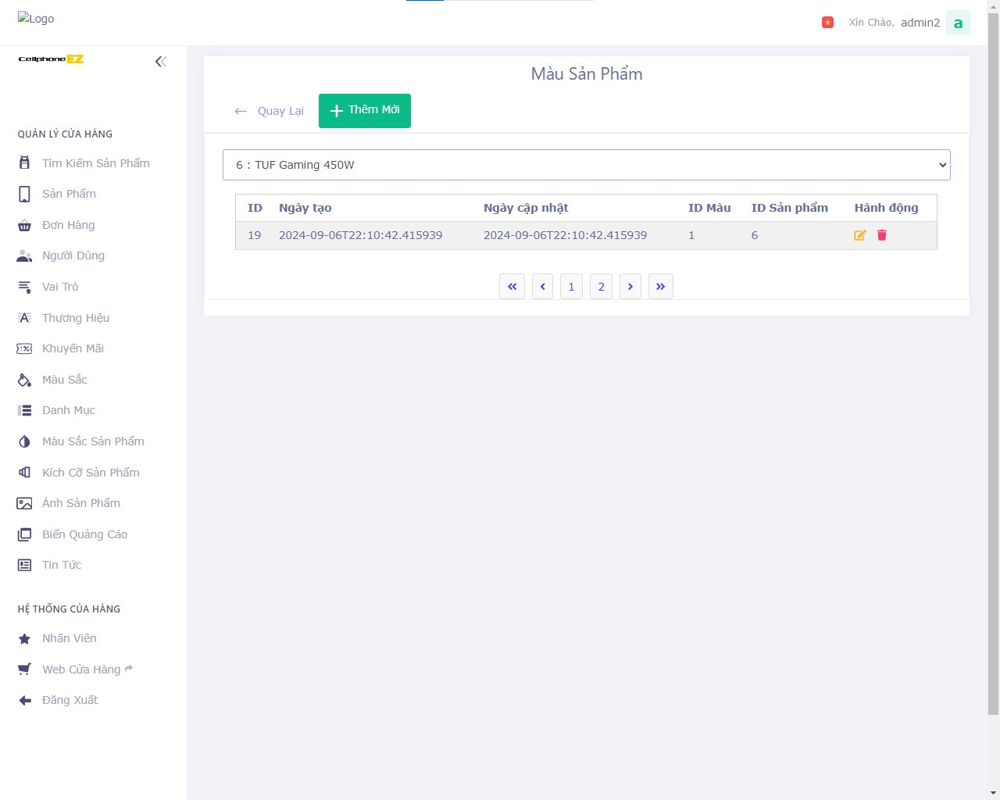 Logo
Xin Chào, admin2 a
CellphoneEZ
Màu Sản Phẩm
Quay Lại
Thêm Mới
QUẢN LÝ CỬA HÀNG
Tìm Kiếm Sản Phẩm
Sản Phẩm
Đơn Hàng
Người Dùng
Vai Trò
Thương Hiệu
Khuyến Mãi
Màu Sắc
Danh Mục
Màu Sắc Sản Phẩm
Kích Cỡ Sản Phẩm
Ảnh Sản Phẩm
Biển Quảng Cáo
Tin Tức
HỆ THỐNG CỦA HÀNG
Nhân Viên
Web Cửa Hàng
Đăng Xuất
6 : TUF Gaming 450W
ID Ngày tạo Ngày cập nhật ID Màu ID Sản phẩm Hành động
19 2024-09-06T22:10:42.415939 2024-09-06T22:10:42.415939 1 6
1 2